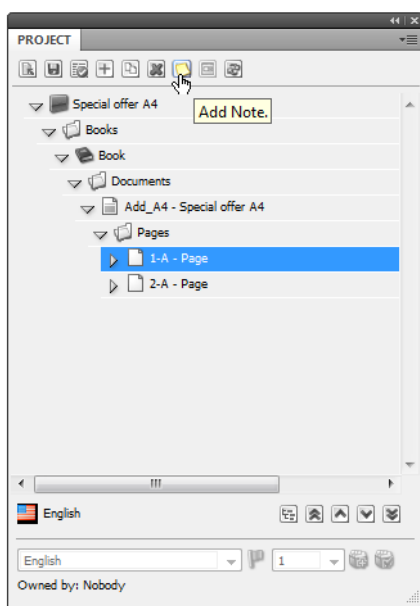 PROJECT
Add Note.
Special offer A4
Books
Book
Documents
Add_A4 - Special offer A4
Pages
1-A - Page
2-A - Page
English
English
1
Owned by: Nobody